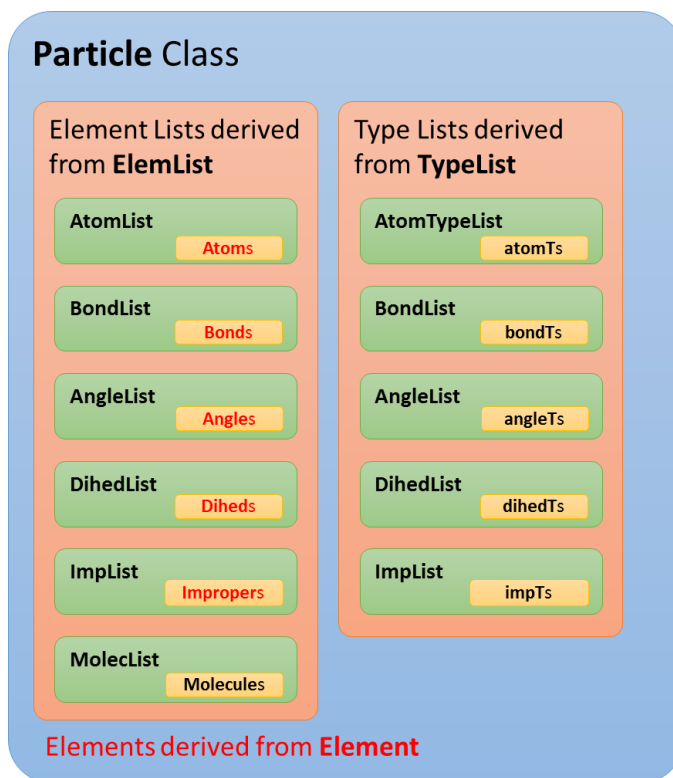 Particle Class
Element Lists derived
from ElemList
AtomList
Atoms
BondList
Bonds
AngleList
Angles
DihedList
Diheds
ImpList
Impropers
MolecList
Molecules
Type Lists derived
from TypeList
AtomTypeList
atomTs
BondList
bondTs
AngleList
angleTs
DihedList
dihedTs
ImpList
impTs
Elements derived from Element